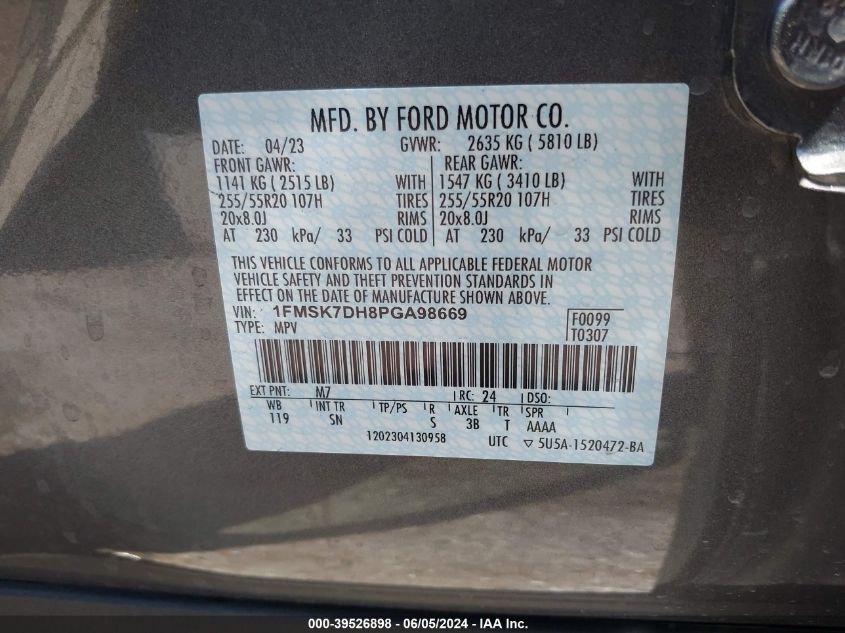 MFD. BY FORD MOTOR CO.
DATE: 04/23 GVWR: 2635 KG ( 5810 LB)
FRONT GAWR: REAR GAWR:
1141 KG ( 2515 LB) WITH 1547 KG ( 3410 LB) WITH
255/55R20 107H TIRES 255/55R20 107H TIRES
20x8.0J RIMS 20x8.0J RIMS
AT 230 kPa/ 33 PSI COLD AT 230 kPa/ 33 PSI COLD
THIS VEHICLE CONFORMS TO ALL APPLICABLE FEDERAL MOTOR
VEHICLE SAFETY AND THEFT PREVENTION STANDARDS IN
EFFECT ON THE DATE OF MANUFACTURE SHOWN ABOVE.
VIN: 1FMSK7DH8PGA98669 F0099
TYPE: MPV T0307
EXT PNT: M7 RC: 24 DSO:
WB INT TR TP/PS R AXLE TR SPR
119 SN S 3B T AAAA
1202304130958 UTC ▽ 5U5A-1520472-BA
000-39526898 - 06/05/2024 - IAA Inc.